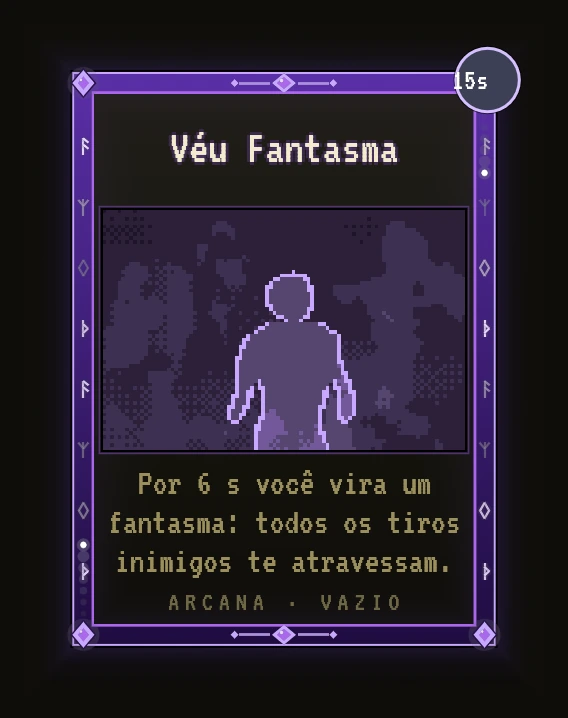 15s
Véu Fantasma
Por 6 s você vira um
fantasma: todos os tiros
inimigos te atravessam.
ARCANA · VAZIO